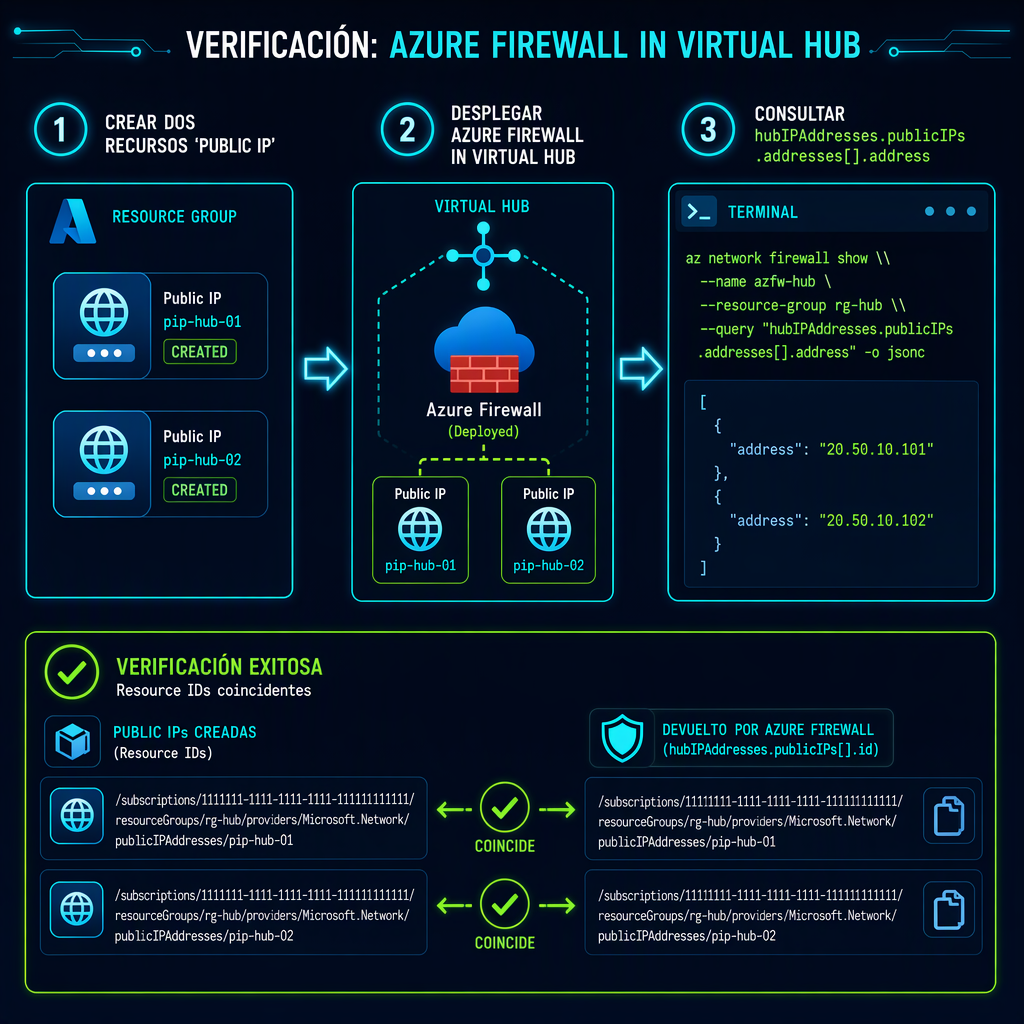 VERIFICACIÓN: AZURE FIREWALL IN VIRTUAL HUB
1
CREAR DOS
RECURSOS 'PUBLIC IP'
RESOURCE GROUP
Public IP
pip-hub-01
CREATED
Public IP
pip-hub-02
CREATED
2
DESPLEGAR
AZURE FIREWALL
IN VIRTUAL HUB
VIRTUAL HUB
Azure Firewall
(Deployed)
Public IP
pip-hub-01
Public IP
pip-hub-02
3
CONSULTAR
hubIPAddresses.publicIPs
.addresses[].address
>_ TERMINAL
az network firewall show \\
--name azfw-hub \
--resource-group rg-hub \\
--query "hubIPAddresses.publicIPs
.addresses[].address" -o jsonc
[
{
"address": "20.50.10.101"
},
{
"address": "20.50.10.102"
}
]
VERIFICACIÓN EXITOSA
Resource IDs coincidentes
PUBLIC IPs CREADAS
(Resource IDs)
DEVUELTO POR AZURE FIREWALL
(hubIPAddresses.publicIPs[].id)
/subscriptions/1111111-1111-1111-1111-111111111111/
resourceGroups/rg-hub/providers/Microsoft.Network/
publicIPAddresses/pip-hub-01
COINCIDE
/subscriptions/11111111-1111-1111-1111-111111111111/
resourceGroups/rg-hub/providers/Microsoft.Network/
publicIPAddresses/pip-hub-01
/subscriptions/1111111-1111-1111-1111-111111111111/
resourceGroups/rg-hub/providers/Microsoft.Network/
publicIPAddresses/pip-hub-02
COINCIDE
/subscriptions/11111111-1111-1111-1111-111111111111/
resourceGroups/rg-hub/providers/Microsoft.Network/
publicIPAddresses/pip-hub-02